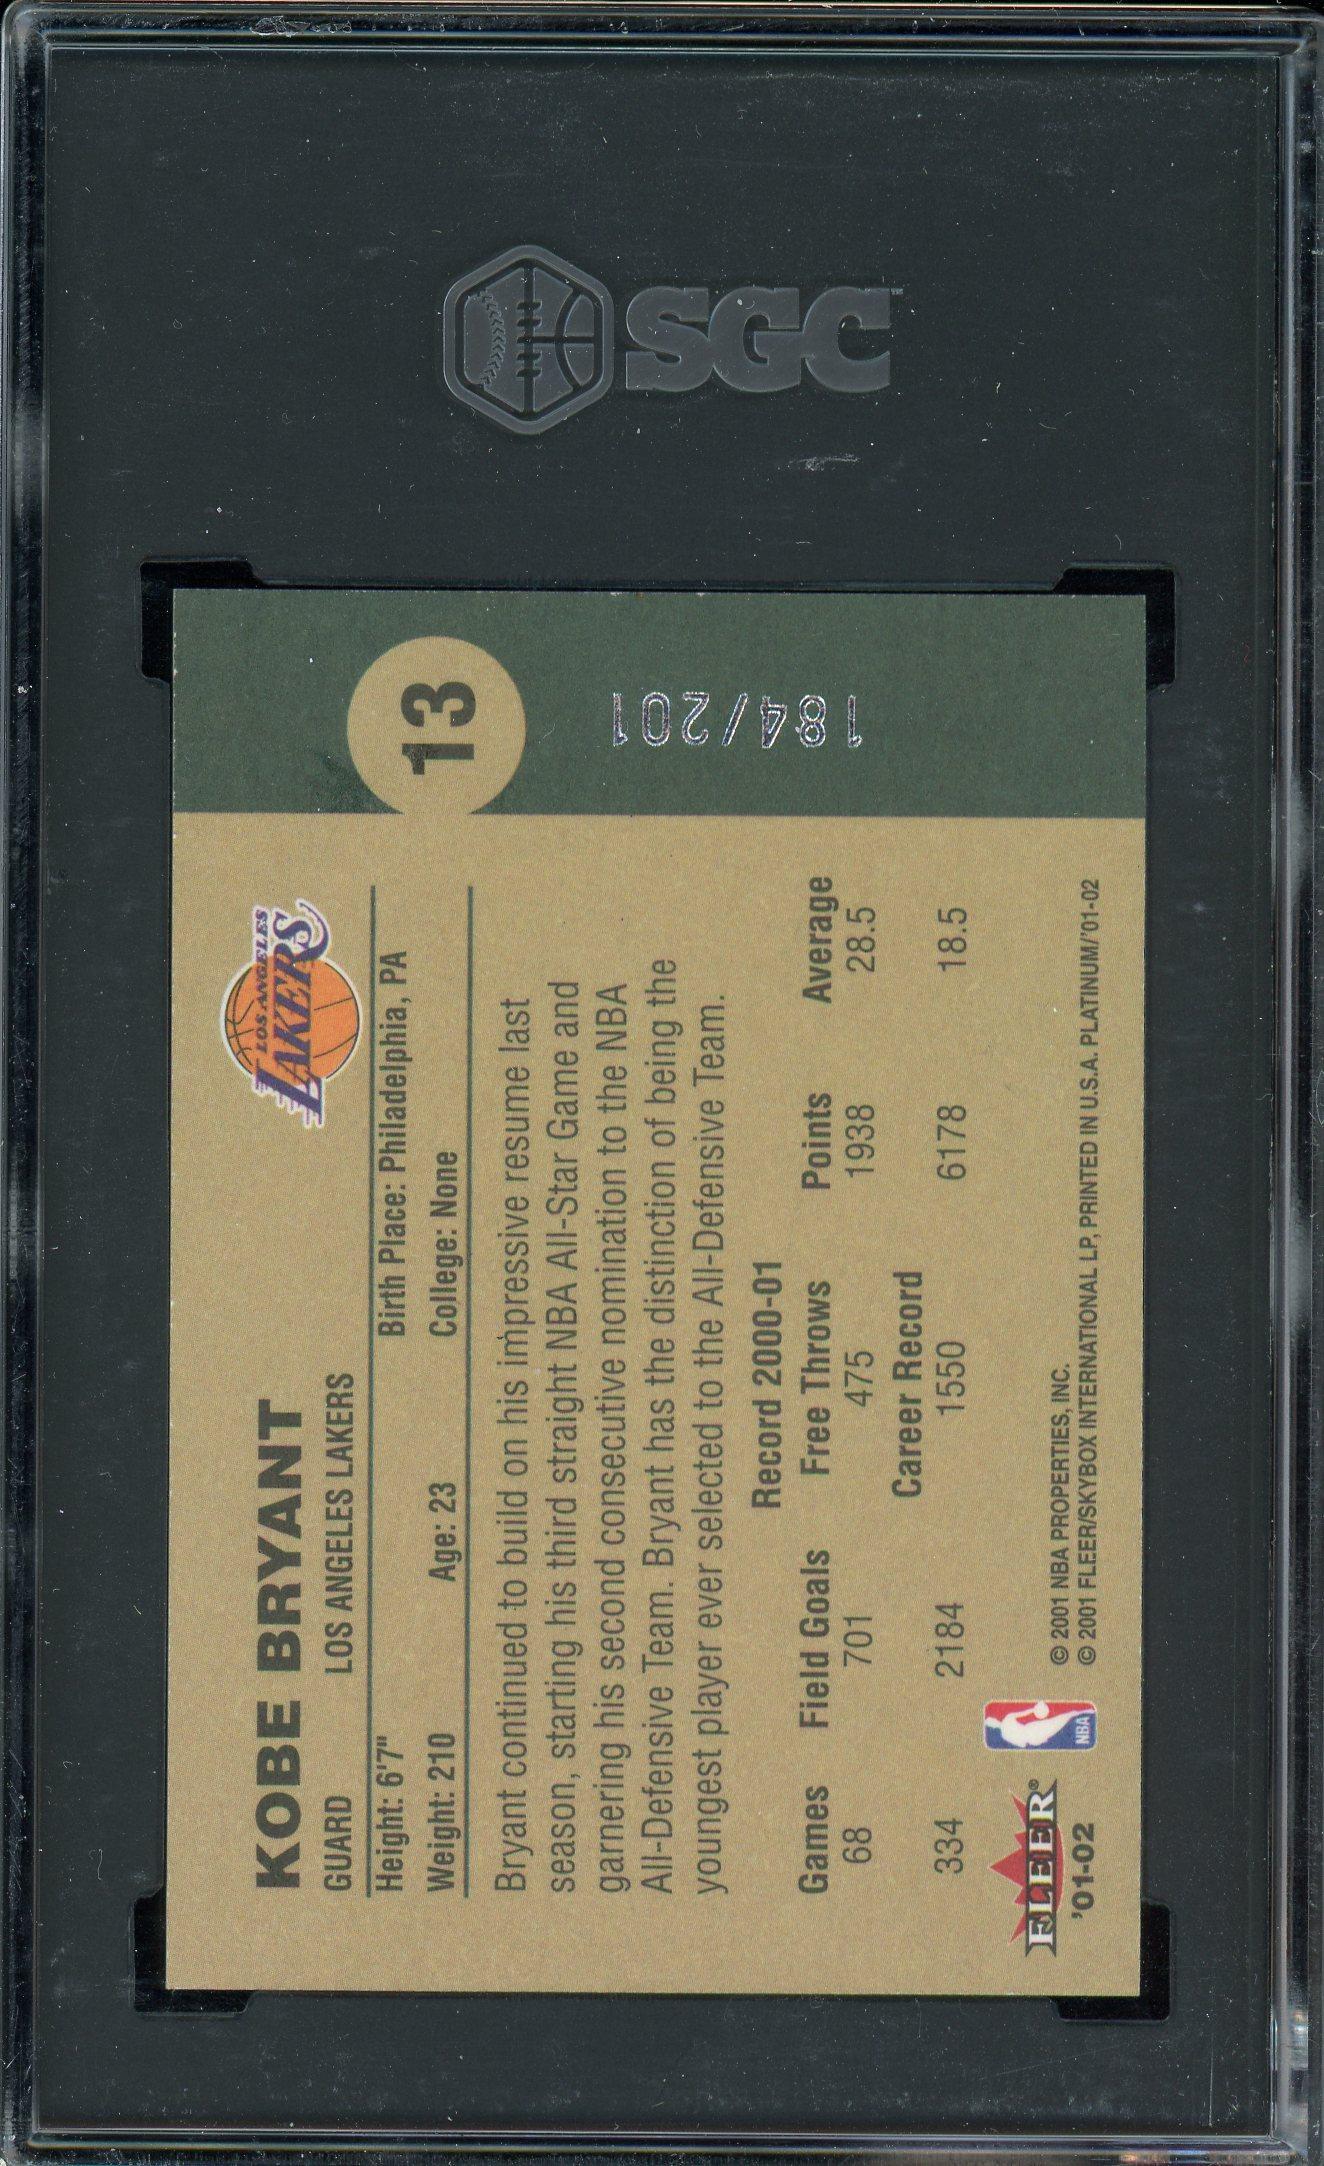 SGC
13
184/201
KOBE BRYANT
GUARD LOS ANGELES LAKERS
LOS ANGELES
LAKERS
Height: 6'7" Birth Place: Philadelphia, PA
Weight: 210 Age: 23 College: None
Bryant continued to build on his impressive resume last
season, starting his third straight NBA All-Star Game and
garnering his second consecutive nomination to the NBA
All-Defensive Team. Bryant has the distinction of being the
youngest player ever selected to the All-Defensive Team.
Record 2000-01
Games Field Goals Free Throws Points Average
68 701 475 1938 28.5
Career Record
334 2184 1550 6178 18.5
FLEER®
'01-02
NBA
© 2001 NBA PROPERTIES, INC.
© 2001 FLEER/SKYBOX INTERNATIONAL LP, PRINTED IN U.S.A. PLATINUM/'01-02